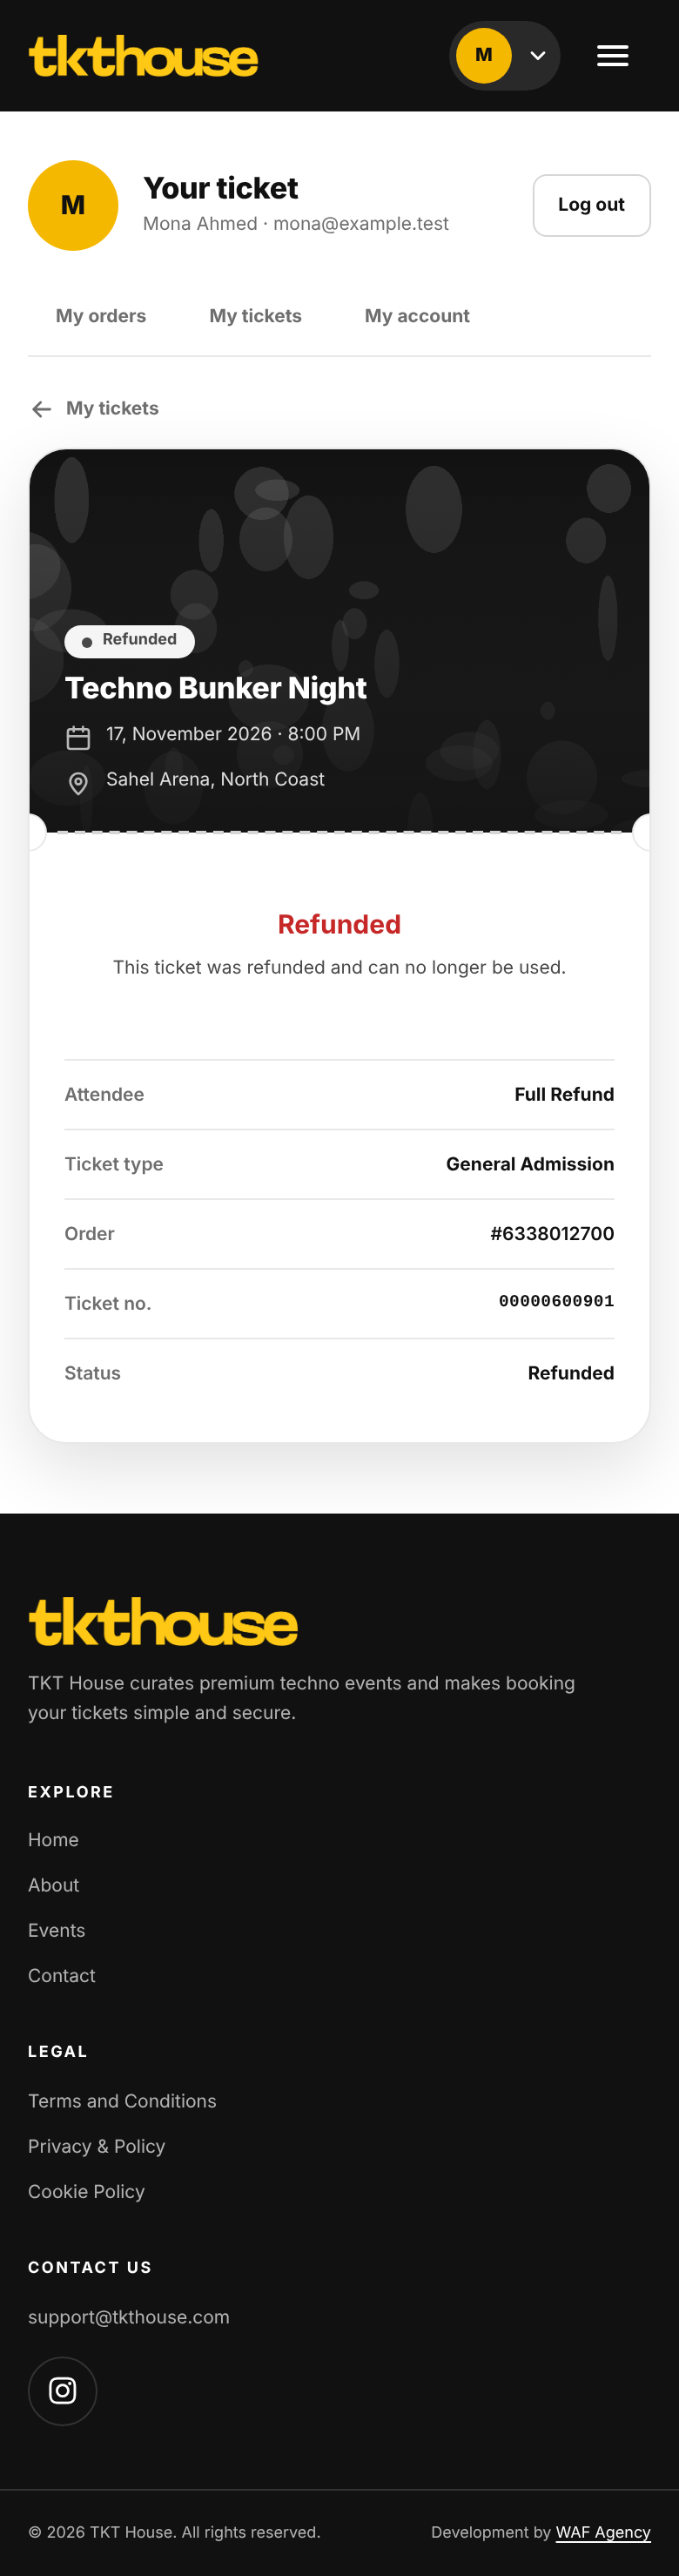 tkthouse
M
M
Your ticket
Mona Ahmed · mona@example.test
Log out
My orders
My tickets
My account
My tickets
Refunded
Techno Bunker Night
17, November 2026 · 8:00 PM
Sahel Arena, North Coast
Refunded
This ticket was refunded and can no longer be used.
Attendee
Full Refund
Ticket type
General Admission
Order
#6338012700
Ticket no.
00000600901
Status
Refunded
tkthouse
TKT House curates premium techno events and makes booking
your tickets simple and secure.
EXPLORE
Home
About
Events
Contact
LEGAL
Terms and Conditions
Privacy & Policy
Cookie Policy
CONTACT US
support@tkthouse.com
© 2026 TKT House. All rights reserved.
Development by WAF Agency